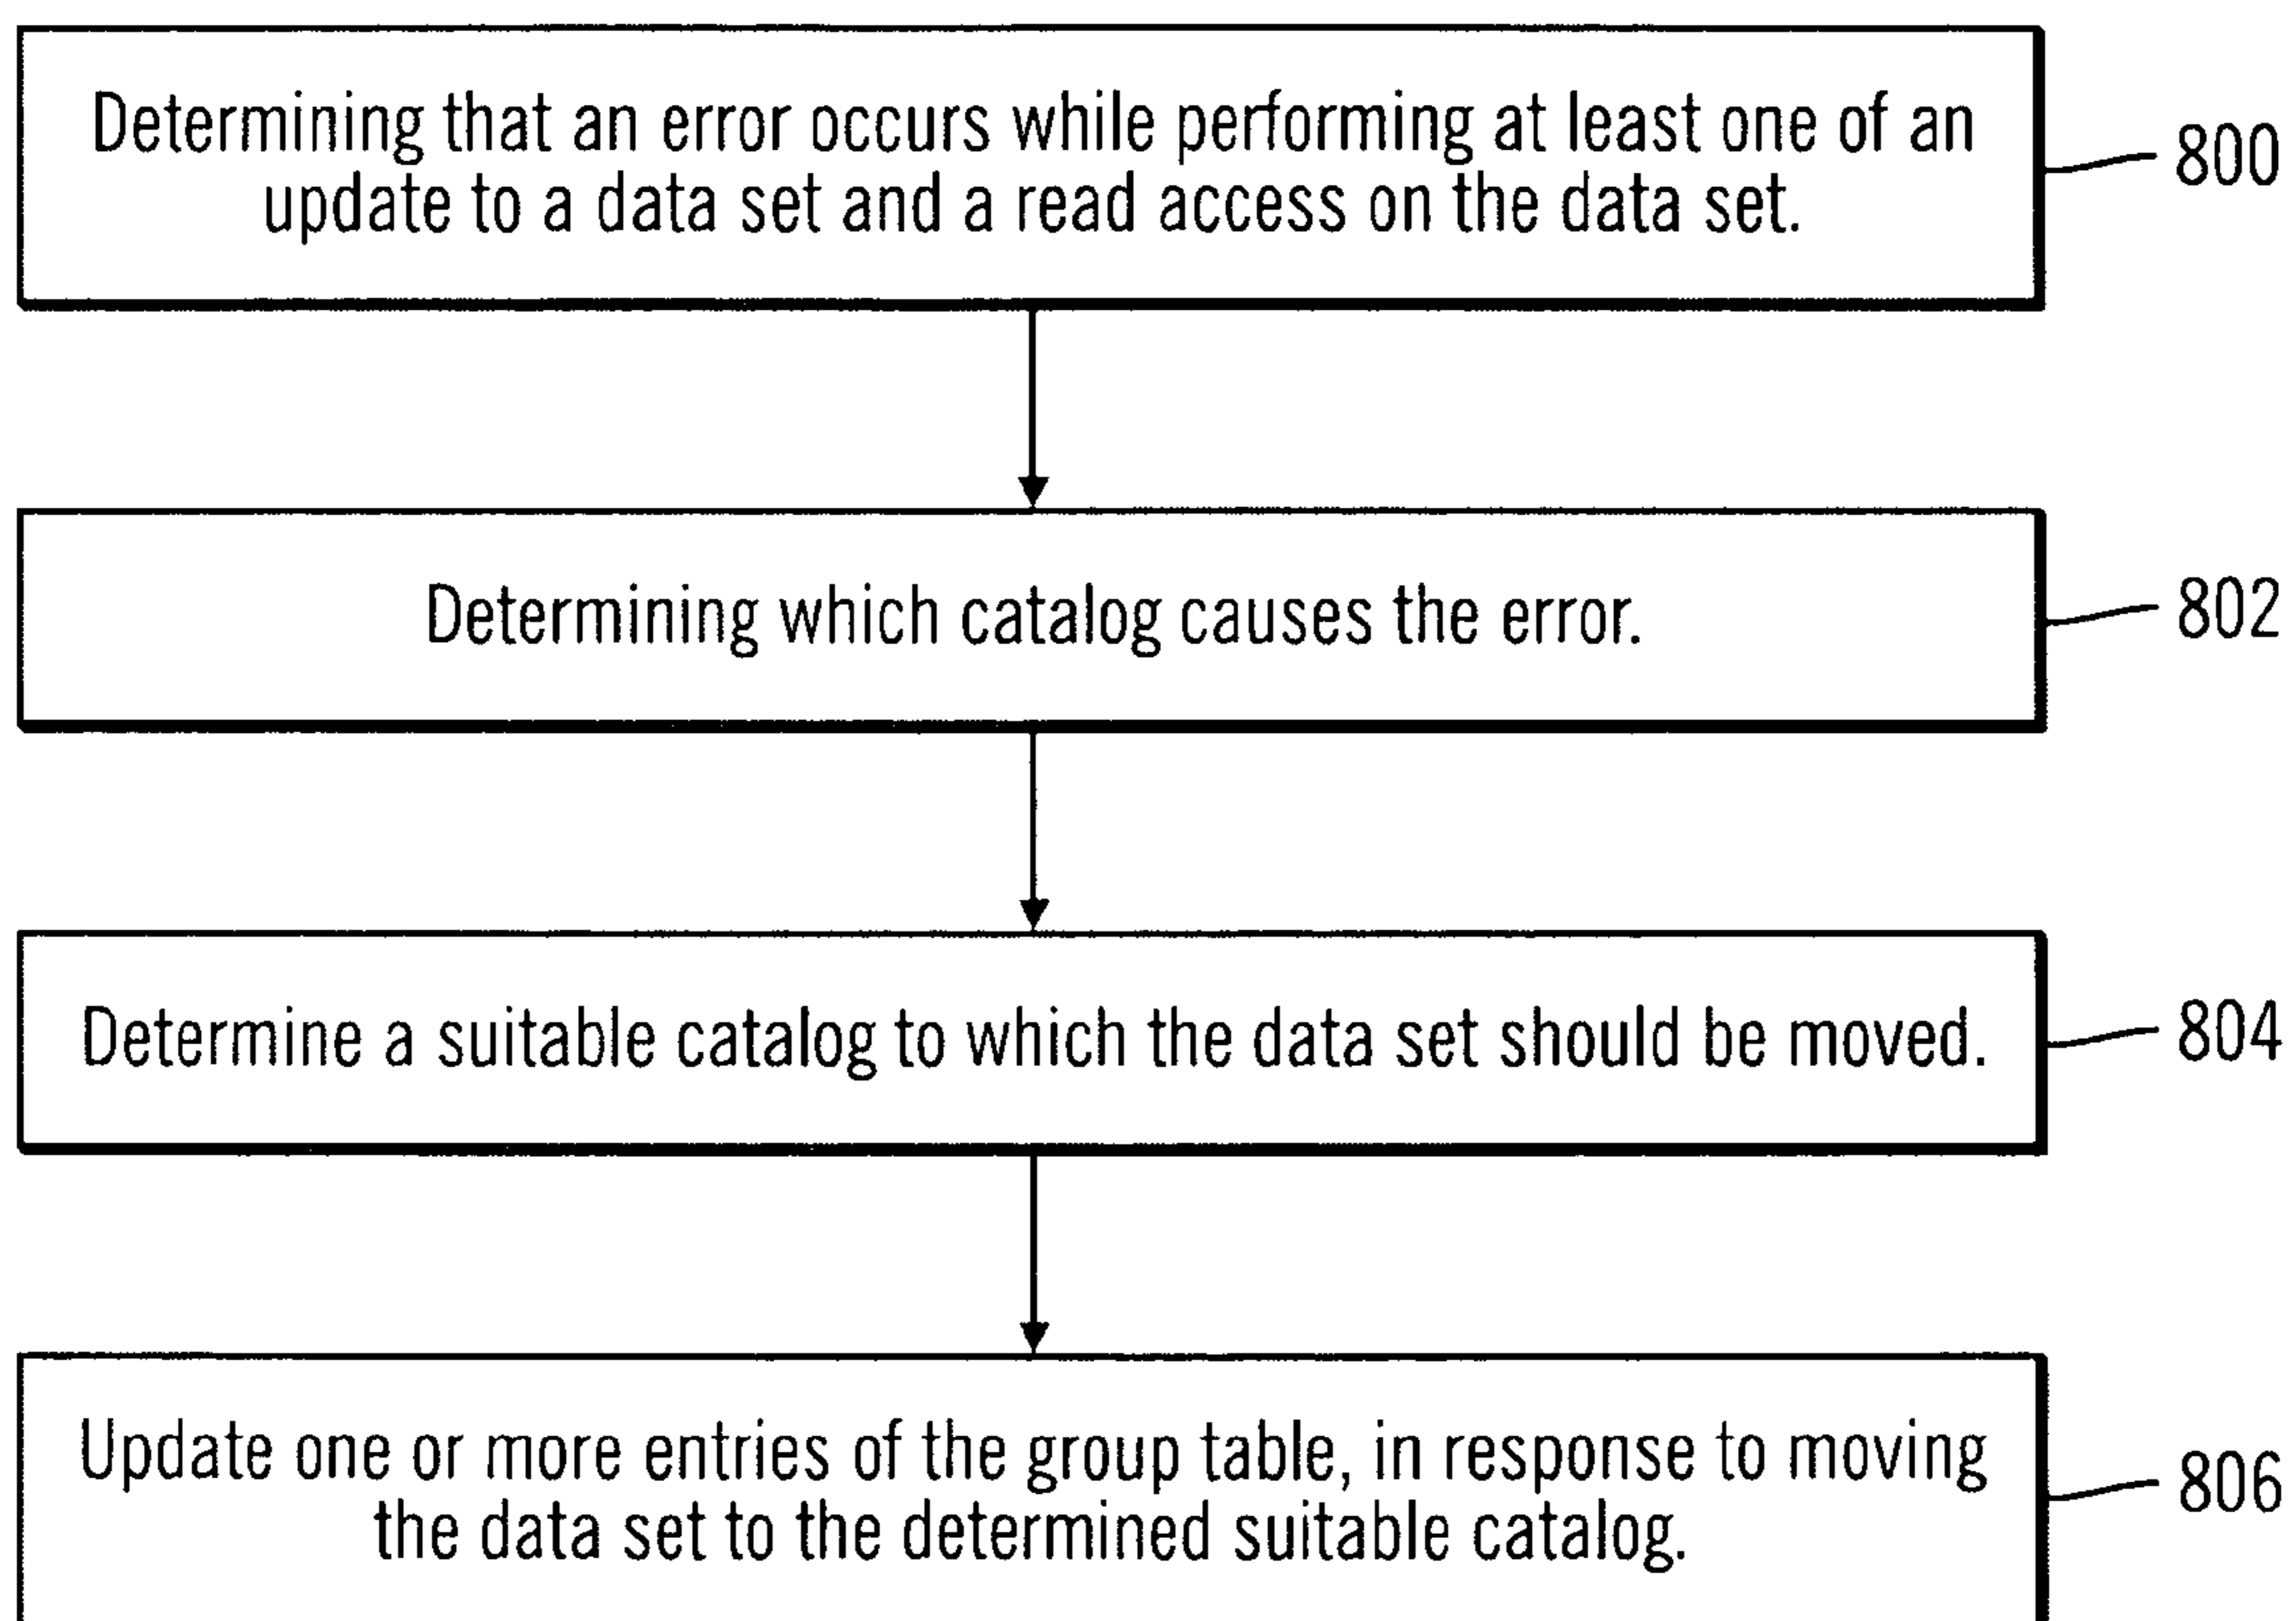 Determining that an error occurs while performing at least one of an
update to a data set and a read access on the data set.
800
Determining which catalog causes the error.
802
Determine a suitable catalog to which the data set should be moved.
804
Update one or more entries of the group table, in response to moving
the data set to the determined suitable catalog.
806